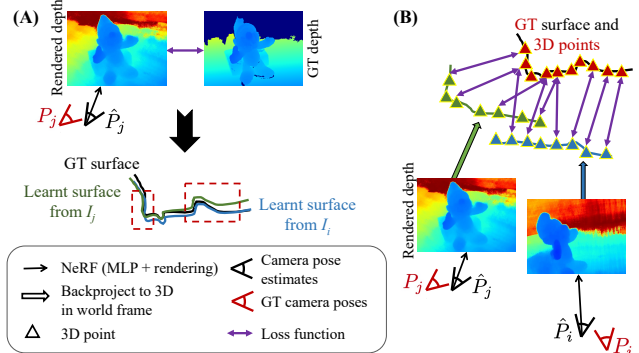 (A)
Rendered depth
GT depth
P_j
P̂_j
GT surface
Learnt surface
from I_j
Learnt surface
from I_i
(B)
GT surface and
3D points
Rendered depth
P_j
P̂_j
P̂_i
P_i
NeRF (MLP + rendering)
Backproject to 3D
in world frame
3D point
Camera pose
estimates
GT camera poses
Loss function